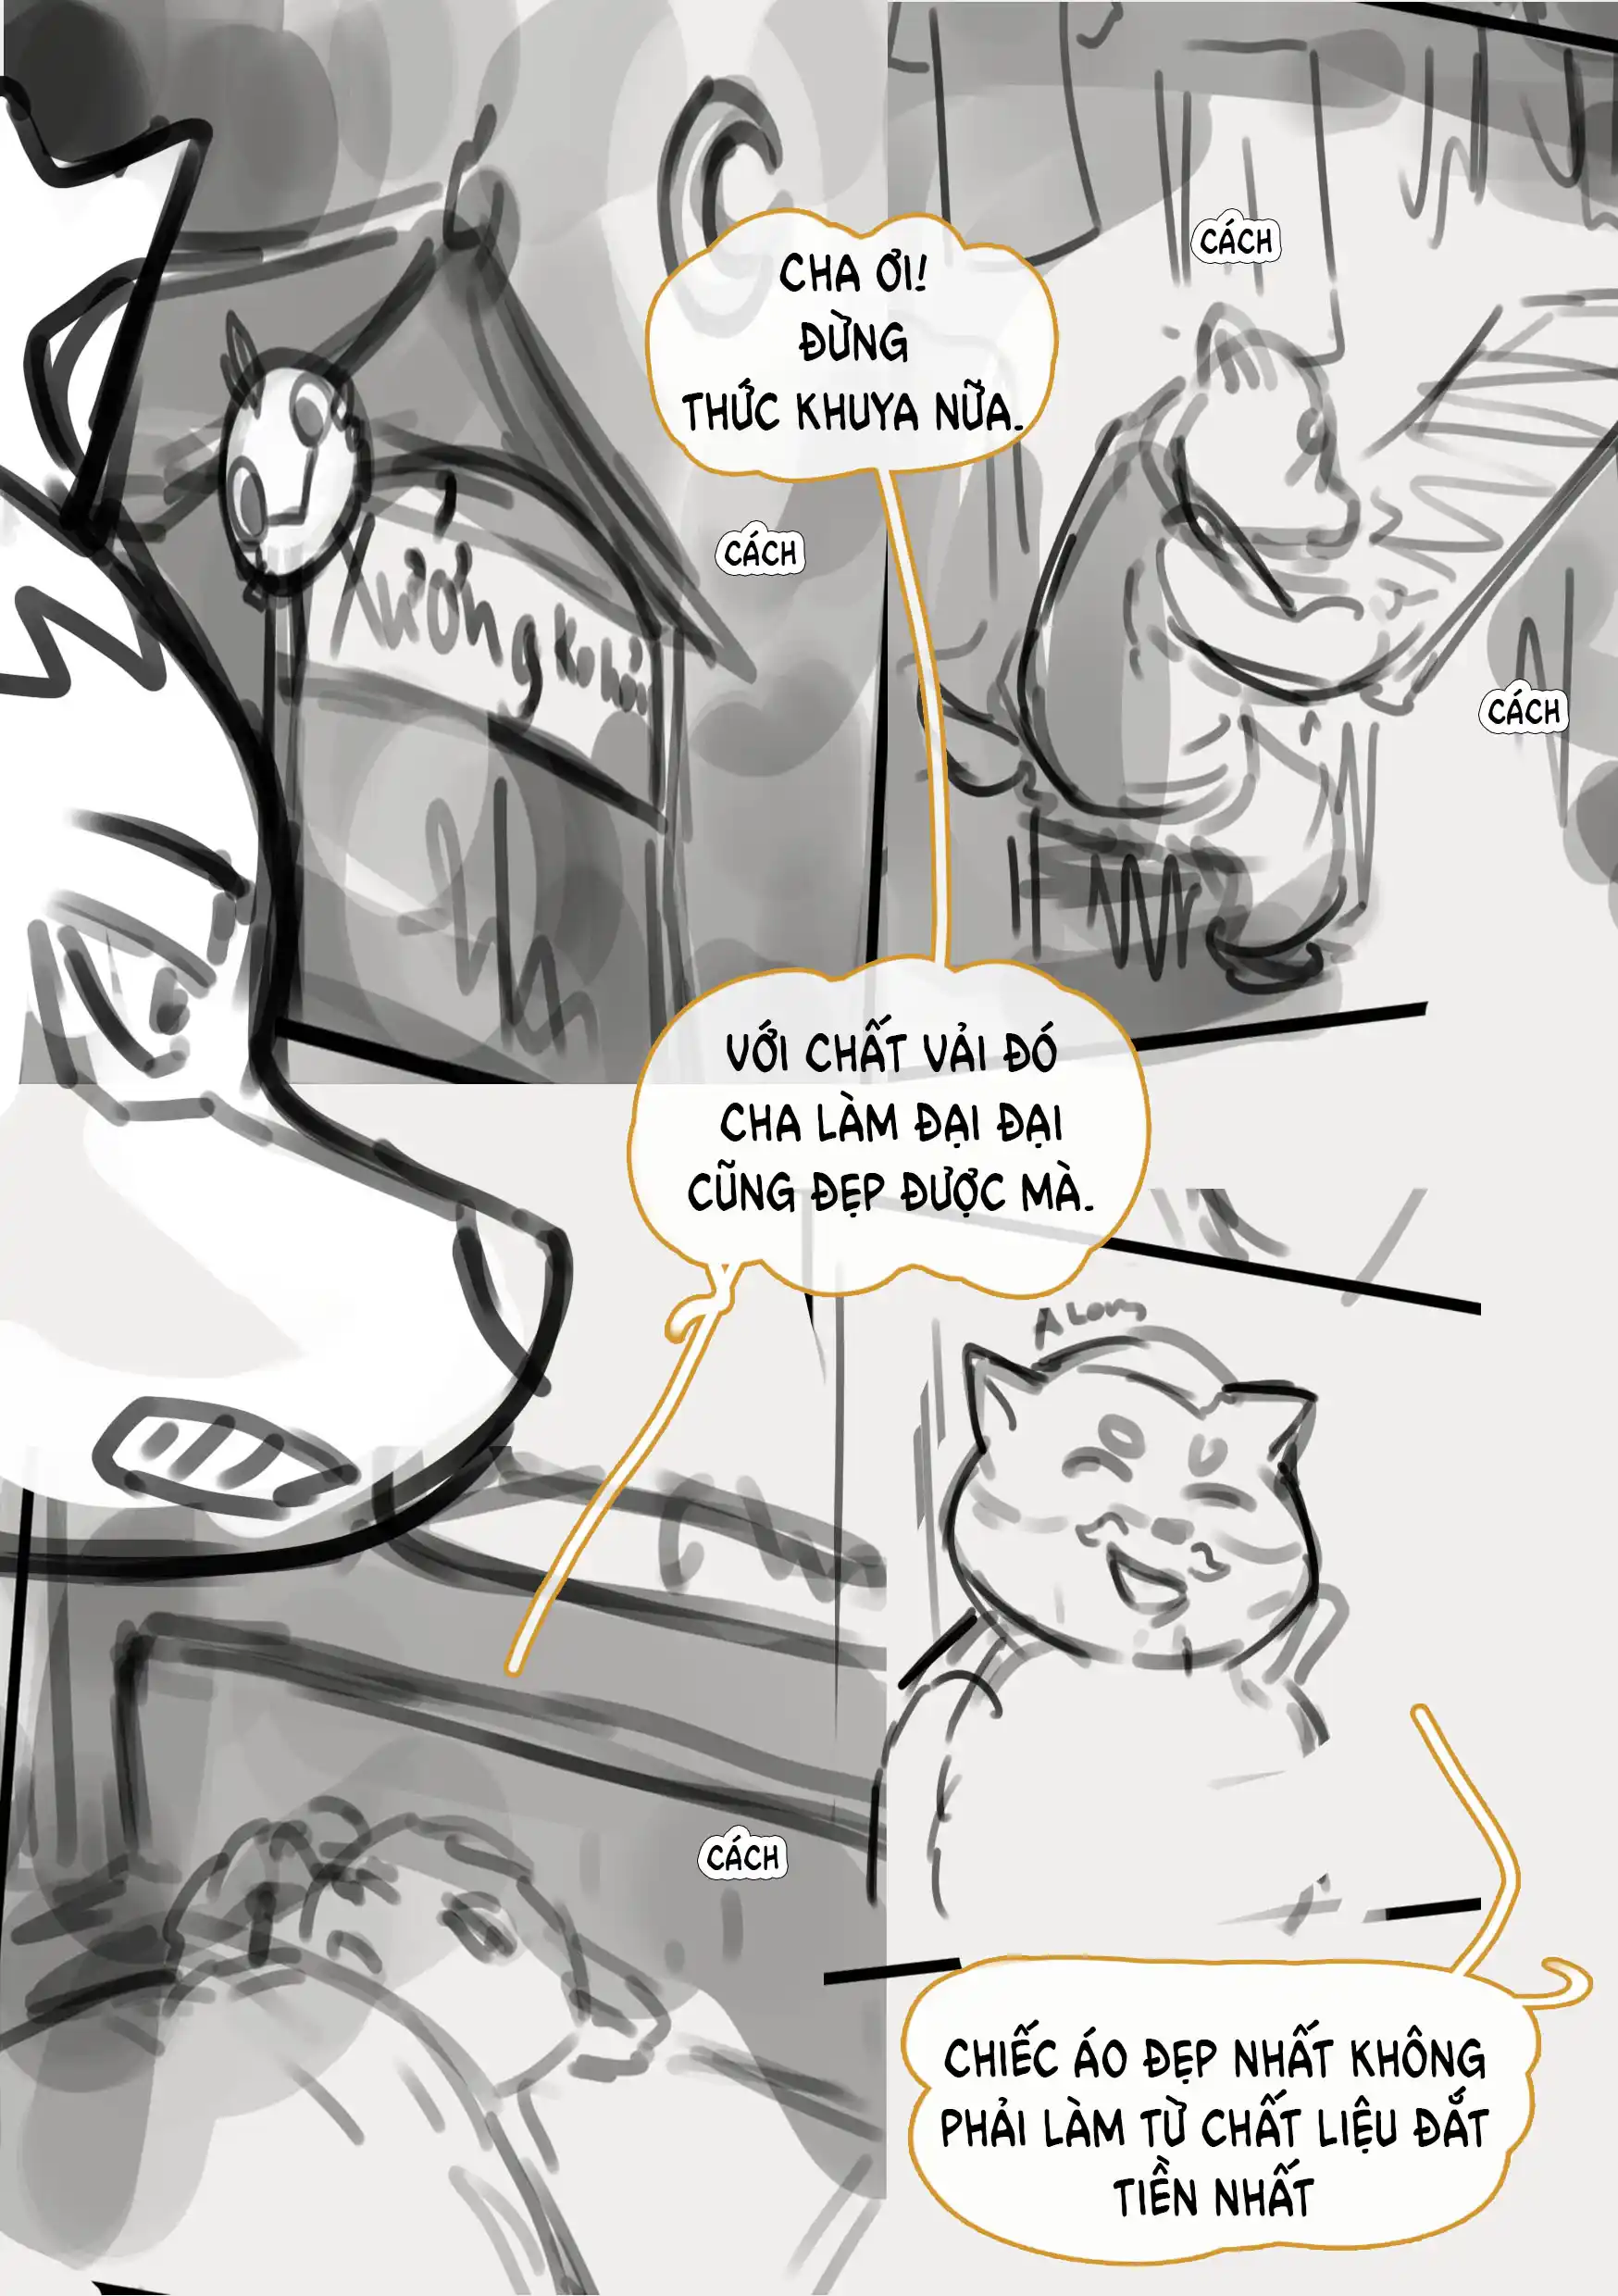 CÁCH
CHA ƠI!
ĐỪNG
THỨC KHUYA NỮA.
CÁCH
Xưởng
CÁCH
VỚI CHẤT VẢI ĐÓ
CHA LÀM ĐẠI ĐẠI
CŨNG ĐẸP ĐƯỢC MÀ.
CÁCH
CHIẾC ÁO ĐẸP NHẤT KHÔNG
PHẢI LÀM TỪ CHẤT LIỆU ĐẮT
TIỀN NHẤT